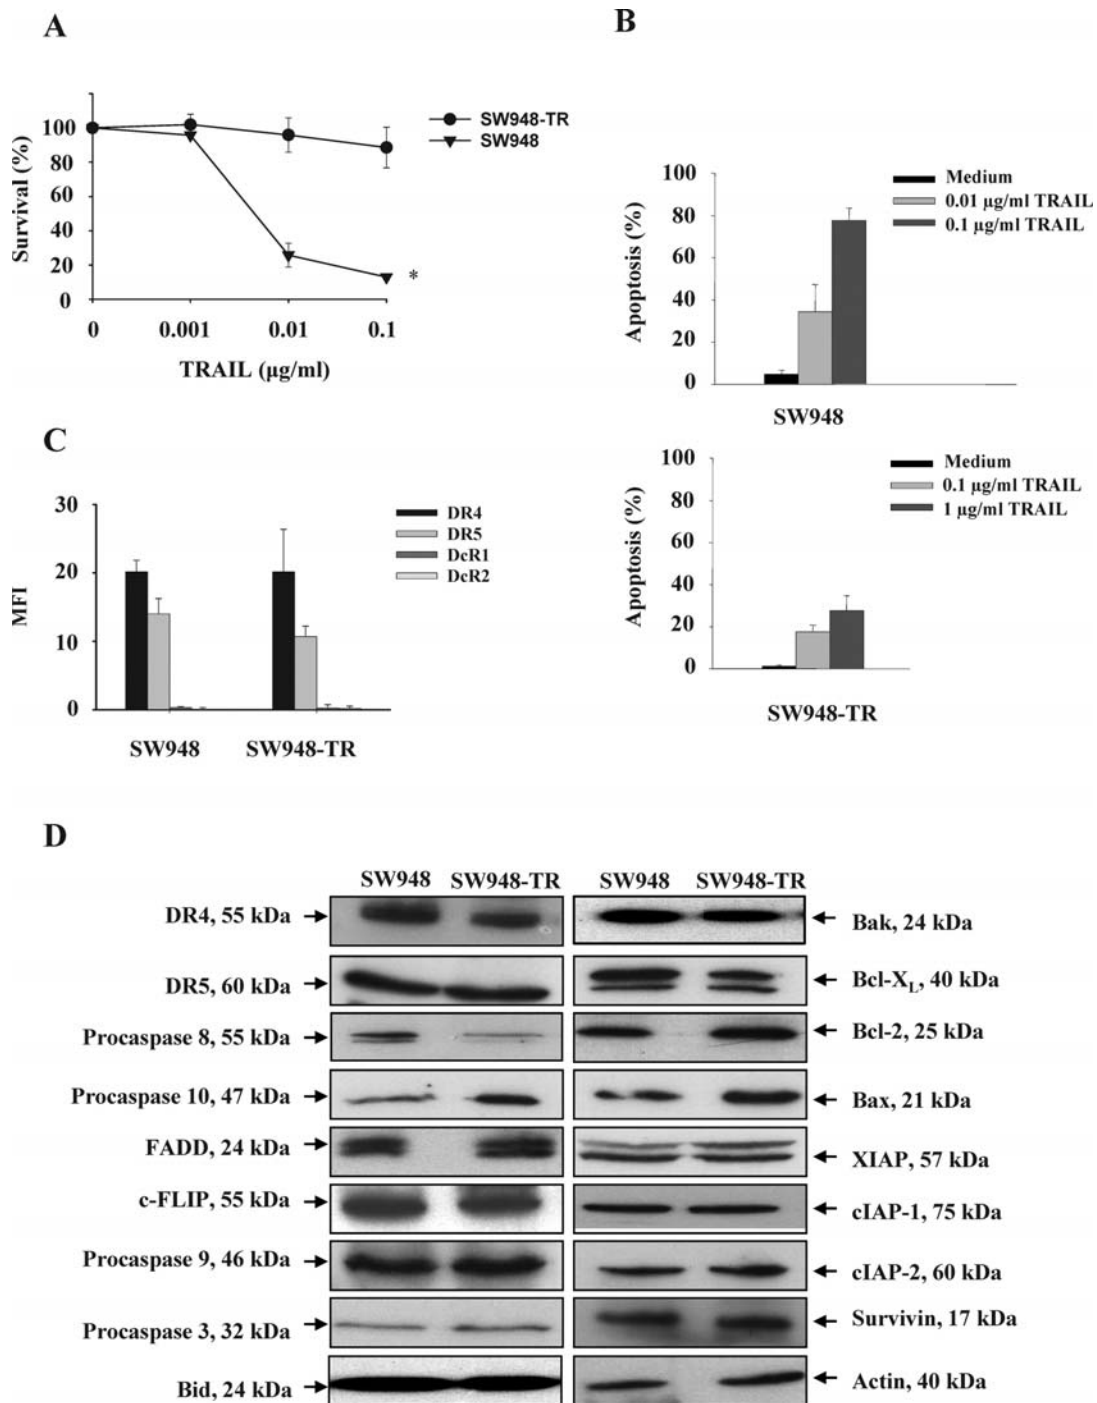 A
B
SW948-TR
SW948
Survival (%)
100
80
60
40
20
0
0 0.001 0.01 0.1
TRAIL (µg/ml)
*
Apoptosis (%)
100
80
60
40
20
0
Medium
0.01 µg/ml TRAIL
0.1 µg/ml TRAIL
SW948
C
MFI
30
20
10
0
DR4
DR5
DcR1
DcR2
SW948 SW948-TR
Apoptosis (%)
100
80
60
40
20
0
Medium
0.1 µg/ml TRAIL
1 µg/ml TRAIL
SW948-TR
D
SW948 SW948-TR SW948 SW948-TR
DR4, 55 kDa
Bak, 24 kDa
DR5, 60 kDa
Bcl-XL, 40 kDa
Procaspase 8, 55 kDa
Bcl-2, 25 kDa
Procaspase 10, 47 kDa
Bax, 21 kDa
FADD, 24 kDa
XIAP, 57 kDa
c-FLIP, 55 kDa
cIAP-1, 75 kDa
Procaspase 9, 46 kDa
cIAP-2, 60 kDa
Procaspase 3, 32 kDa
Survivin, 17 kDa
Bid, 24 kDa
Actin, 40 kDa